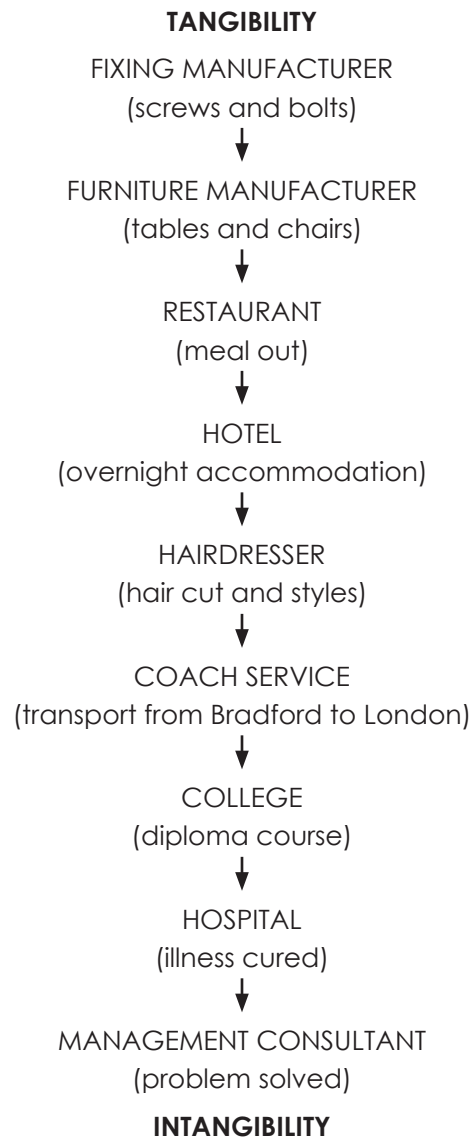 TANGIBILITY
FIXING MANUFACTURER
(screws and bolts)
FURNITURE MANUFACTURER
(tables and chairs)
RESTAURANT
(meal out)
HOTEL
(overnight accommodation)
HAIRDRESSER
(hair cut and styles)
COACH SERVICE
(transport from Bradford to London)
COLLEGE
(diploma course)
HOSPITAL
(illness cured)
MANAGEMENT CONSULTANT
(problem solved)
INTANGIBILITY